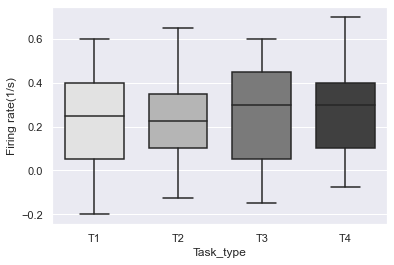 Firing rate(1/s)
0.6
0.4
0.2
0.0
−0.2
T1 T2 T3 T4
Task_type